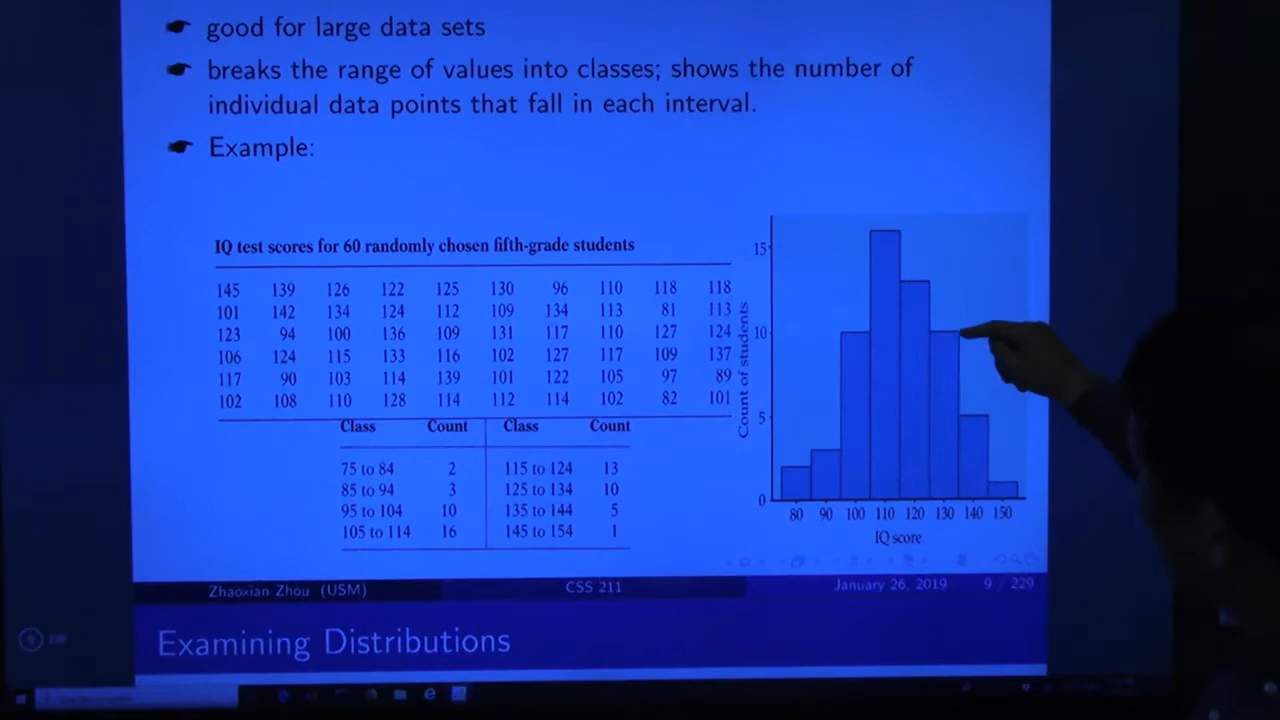 good for large data sets
breaks the range of values into classes; shows the number of
individual data points that fall in each interval.
Example:
IQ test scores for 60 randomly chosen fifth-grade students
145 139 126 122 125 130 96 110 118 118
101 142 134 124 112 109 134 113 81 113
123 94 100 136 109 131 117 110 127 124
106 124 115 133 116 102 127 117 109 137
117 90 103 114 139 101 122 105 97 89
102 108 110 128 114 112 114 102 82 101
Class Count Class Count
75 to 84 2 115 to 124 13
85 to 94 3 125 to 134 10
95 to 104 10 135 to 144 5
105 to 114 16 145 to 154 1
Count of students
15
10
5
0
80 90 100 110 120 130 140 150
IQ score
Zhaoxian Zhou (USM) CSS 211 January 26, 2019 9 / 229
Examining Distributions